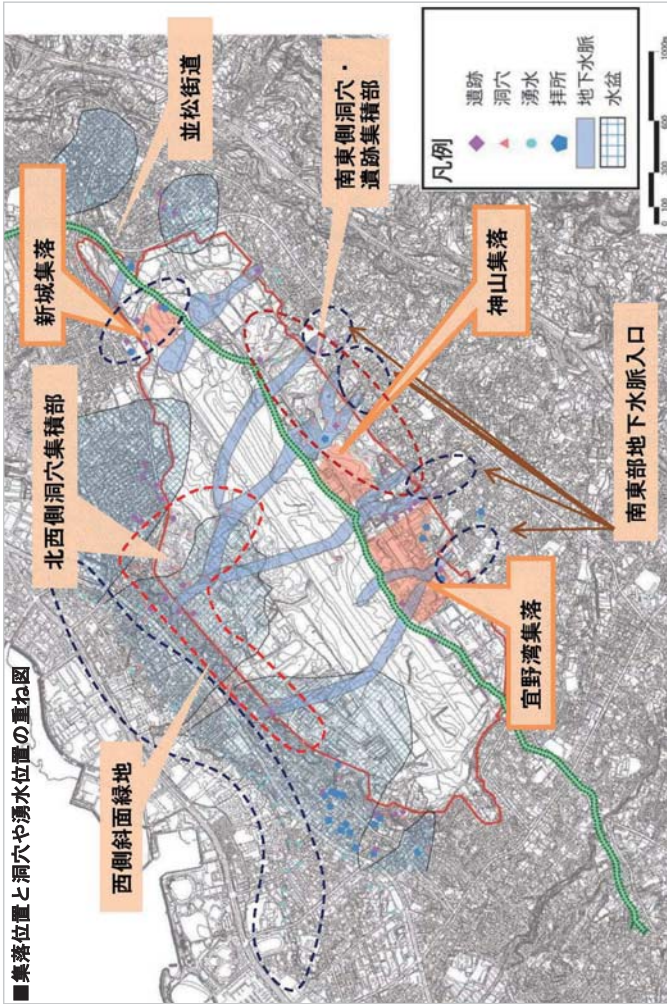 ■集落位置と洞穴や湧水位置の重ね図
西側斜面緑地
北西側洞穴集積部
新城集落
並松街道
南東側洞穴・
遺跡集積部
神山集落
宜野湾集落
南東部地下水脈入口
凡例
遺跡
洞穴
湧水
拝所
地下水脈
水盆